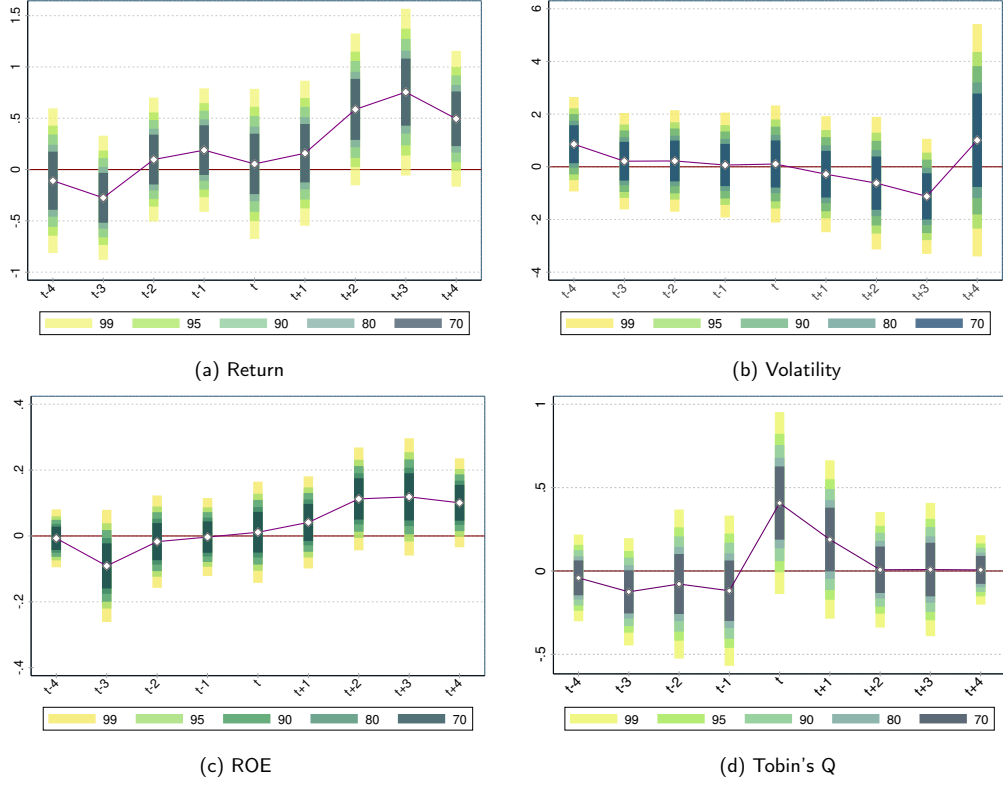 1.5
1
.5
0
-.5
-1
t-4 t-3 t-2 t-1 t t+1 t+2 t+3 t+4
99 95 90 80 70
(a) Return
6
4
2
0
-2
-4
t-4 t-3 t-2 t-1 t t+1 t+2 t+3 t+4
99 95 90 80 70
(b) Volatility
.4
.2
0
-.2
-.4
t-4 t-3 t-2 t-1 t t+1 t+2 t+3 t+4
99 95 90 80 70
(c) ROE
1
.5
0
-.5
t-4 t-3 t-2 t-1 t t+1 t+2 t+3 t+4
99 95 90 80 70
(d) Tobin's Q